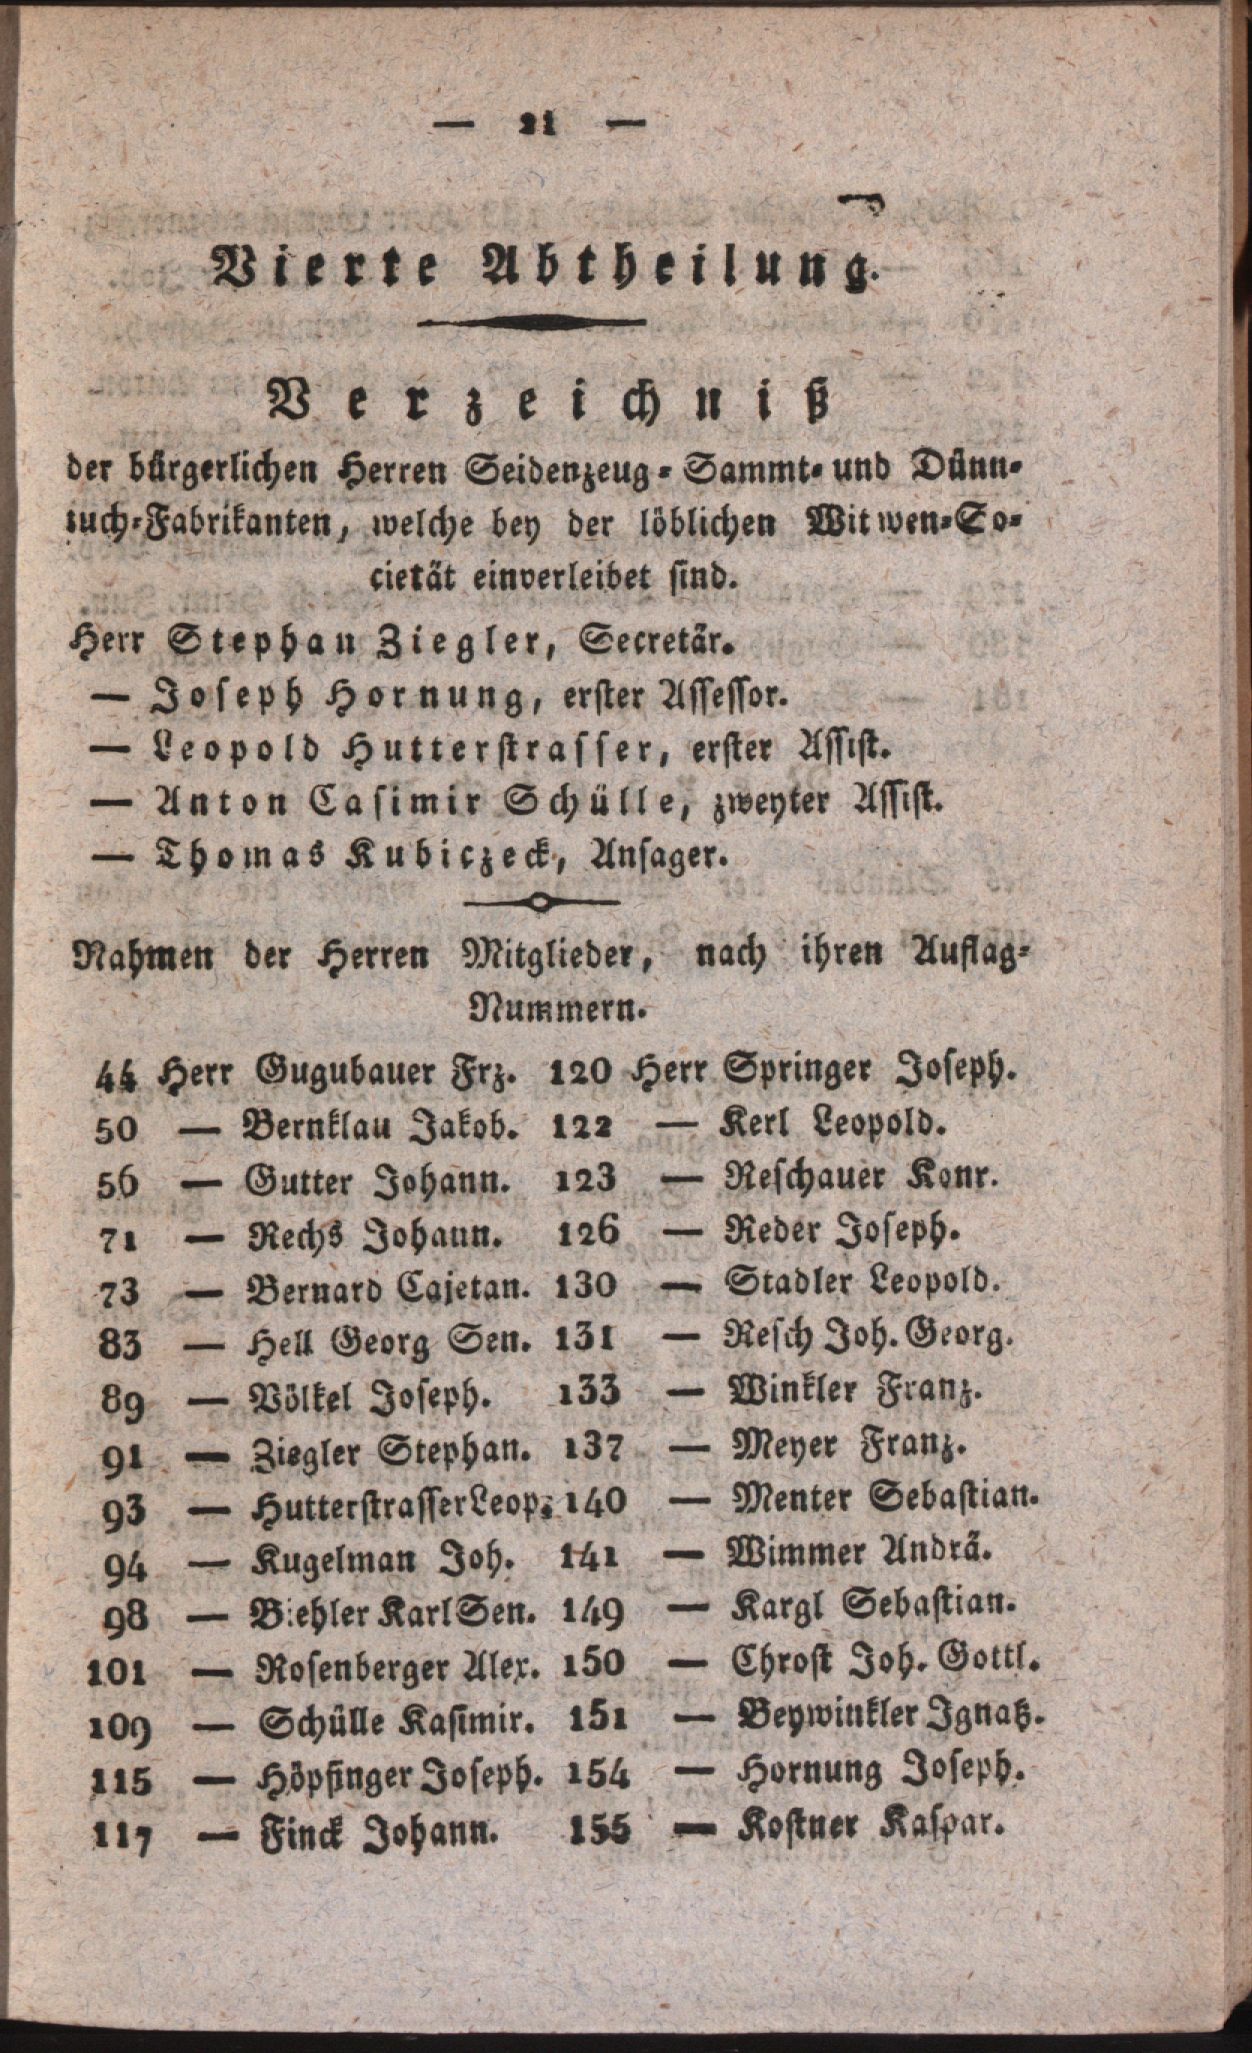 — 21 —
Vierte Abtheilung.
Verzeichniß
der bürgerlichen Herren Seidenzeug-Sammt-und Dünn-
tuch-Fabrikanten, welche bey der löblichen Witwen-So-
cietät einverleibet sind.
Herr Stephan Ziegler, Secretär.
— Joseph Hornung, erster Assessor.
— Leopold Hutterstrasser, erster Assist.
— Anton Casimir Schülle, zweyter Assist.
— Thomas Kubiczeck, Ansager.
Nahmen der Herren Mitglieder, nach ihren Auflag-
Nummern.
44 Herr Gugubauer Frz. 120 Herr Springer Joseph.
50 — Bernklau Jakob. 122 — Kerl Leopold.
56 — Gutter Johann. 123 — Reschauer Konr.
71 — Rechs Johann. 126 — Reder Joseph.
73 — Bernard Cajetan. 130 — Stadler Leopold.
83 — Hell Georg Sen. 131 — Resch Joh. Georg.
89 — Völkel Joseph. 133 — Winkler Franz.
91 — Ziegler Stephan. 137 — Meyer Franz.
93 — Hutterstrasser Leop. 140 — Menter Sebastian.
94 — Kugelman Joh. 141 — Wimmer Andrä.
98 — Biehler Karl Sen. 149 — Kargl Sebastian.
101 — Rosenberger Alex. 150 — Chrost Joh. Gottl.
109 — Schülle Kasimir. 151 — Beywinkler Ignatz.
115 — Höpfinger Joseph. 154 — Hornung Joseph.
117 — Finck Johann. 155 — Kostner Kaspar.